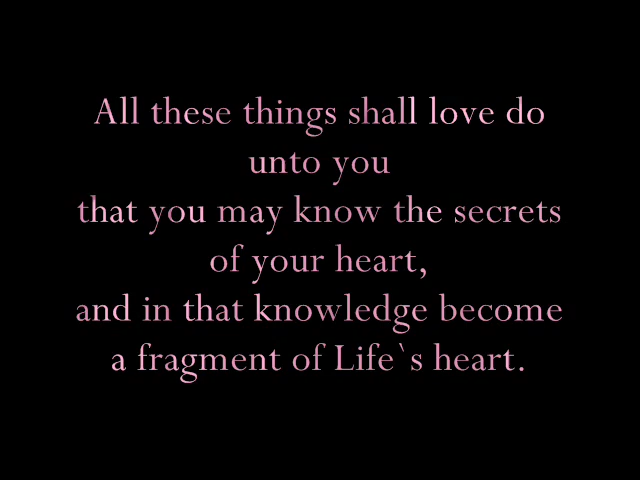 All these things shall love do
unto you
that you may know the secrets
of your heart,
and in that knowledge become
a fragment of Life`s heart.